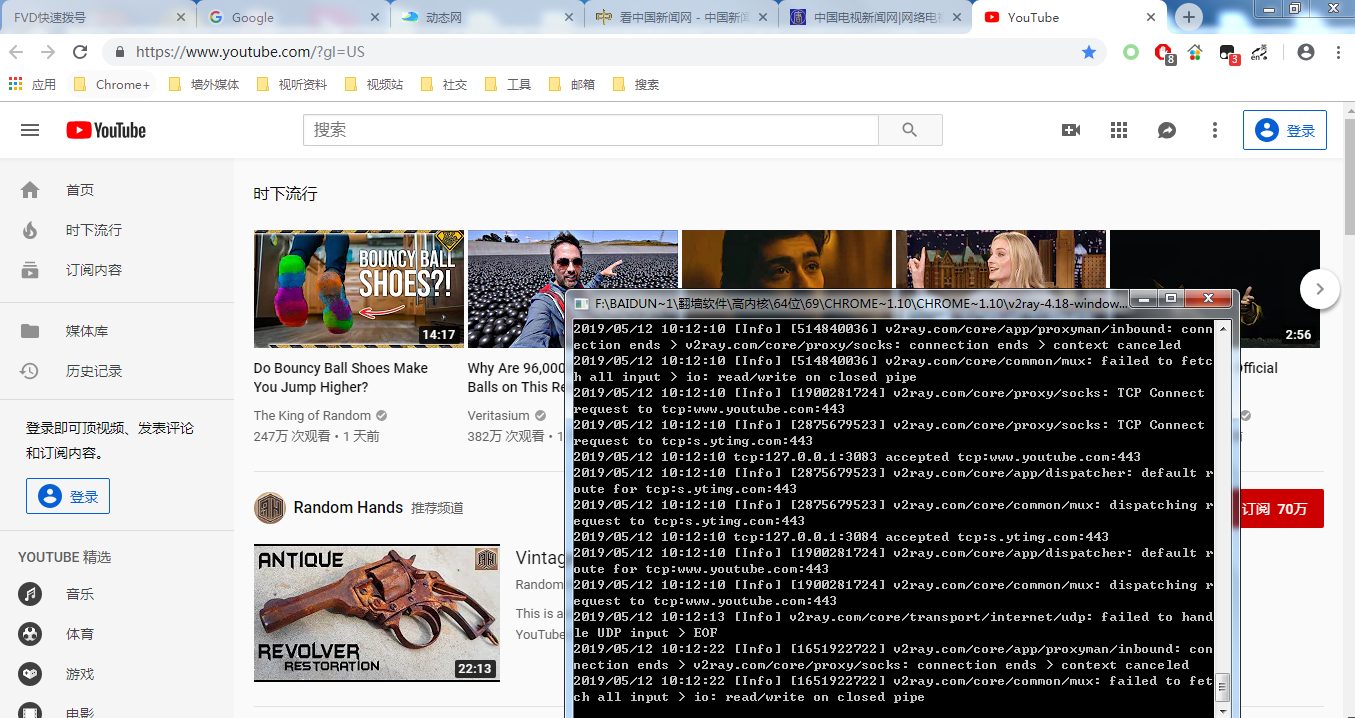 FVD快速拨号
Google
动态网
看中国新闻网 - 中国新闻
中国电视新闻网|网络电视
YouTube
https://www.youtube.com/?gl=US
8
3
en
应用
Chrome+
墙外媒体
视听资料
视频站
社交
工具
邮箱
搜索
YouTube
搜索
登录
首页
时下流行
订阅内容
媒体库
历史记录
登录即可顶视频、发表评论
和订阅内容。
登录
YOUTUBE 精选
音乐
体育
游戏
电影
时下流行
BOUNCY BALL
SHOES?!
14:17
2:56
Do Bouncy Ball Shoes Make
You Jump Higher?
The King of Random
247万 次观看 • 1 天前
Why Are 96,000
Balls on This Re
Veritasium
382万 次观看 • 1
Official
Random Hands 推荐频道
订阅 70万
ANTIQUE
REVOLVER
RESTORATION
22:13
Vintag
Random
This is a
YouTube
F:\BAIDUN~1\翻墙软件\高内核\64位\69\CHROME~1.10\CHROME~1.10\v2ray-4.18-window...
2019/05/12 10:12:10 [Info] [514840036] v2ray.com/core/app/proxyman/inbound: conn
ection ends > v2ray.com/core/proxy/socks: connection ends > context canceled
2019/05/12 10:12:10 [Info] [514840036] v2ray.com/core/common/mux: failed to fetc
h all input > io: read/write on closed pipe
2019/05/12 10:12:10 [Info] [1900281724] v2ray.com/core/proxy/socks: TCP Connect
request to tcp:www.youtube.com:443
2019/05/12 10:12:10 [Info] [2875679523] v2ray.com/core/proxy/socks: TCP Connect
request to tcp:s.ytimg.com:443
2019/05/12 10:12:10 tcp:127.0.0.1:3083 accepted tcp:www.youtube.com:443
2019/05/12 10:12:10 [Info] [2875679523] v2ray.com/core/app/dispatcher: default r
oute for tcp:s.ytimg.com:443
2019/05/12 10:12:10 [Info] [2875679523] v2ray.com/core/common/mux: dispatching r
equest to tcp:s.ytimg.com:443
2019/05/12 10:12:10 tcp:127.0.0.1:3084 accepted tcp:s.ytimg.com:443
2019/05/12 10:12:10 [Info] [1900281724] v2ray.com/core/app/dispatcher: default r
oute for tcp:www.youtube.com:443
2019/05/12 10:12:10 [Info] [1900281724] v2ray.com/core/common/mux: dispatching r
equest to tcp:www.youtube.com:443
2019/05/12 10:12:13 [Info] v2ray.com/core/transport/internet/udp: failed to hand
le UDP input > EOF
2019/05/12 10:12:22 [Info] [1651922722] v2ray.com/core/app/proxyman/inbound: con
nection ends > v2ray.com/core/proxy/socks: connection ends > context canceled
2019/05/12 10:12:22 [Info] [1651922722] v2ray.com/core/common/mux: failed to fet
ch all input > io: read/write on closed pipe